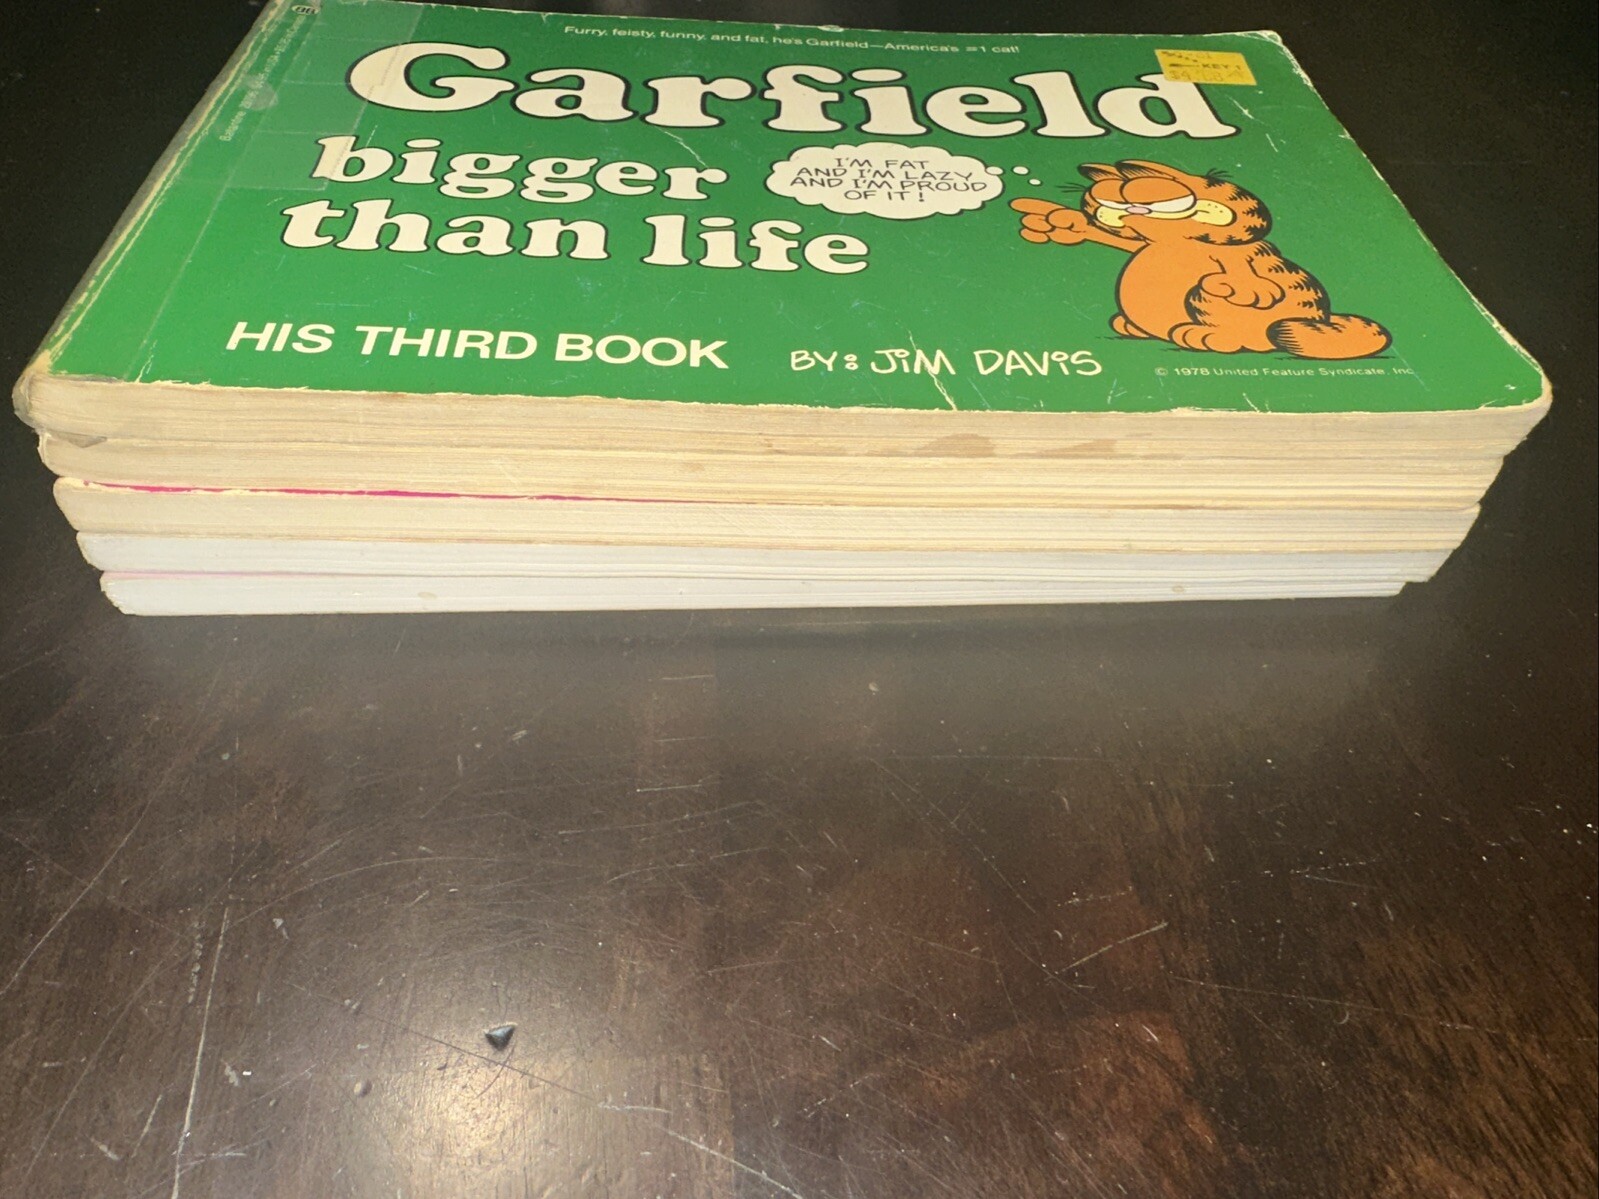 Furry, feisty, funny, and fat, he's Garfield—America's #1 cat!
Garfield
bigger
than life
I'M FAT
AND I'M LAZY
AND I'M PROUD
OF IT!
HIS THIRD BOOK
BY: JIM DAVIS
© 1978 United Feature Syndicate, Inc